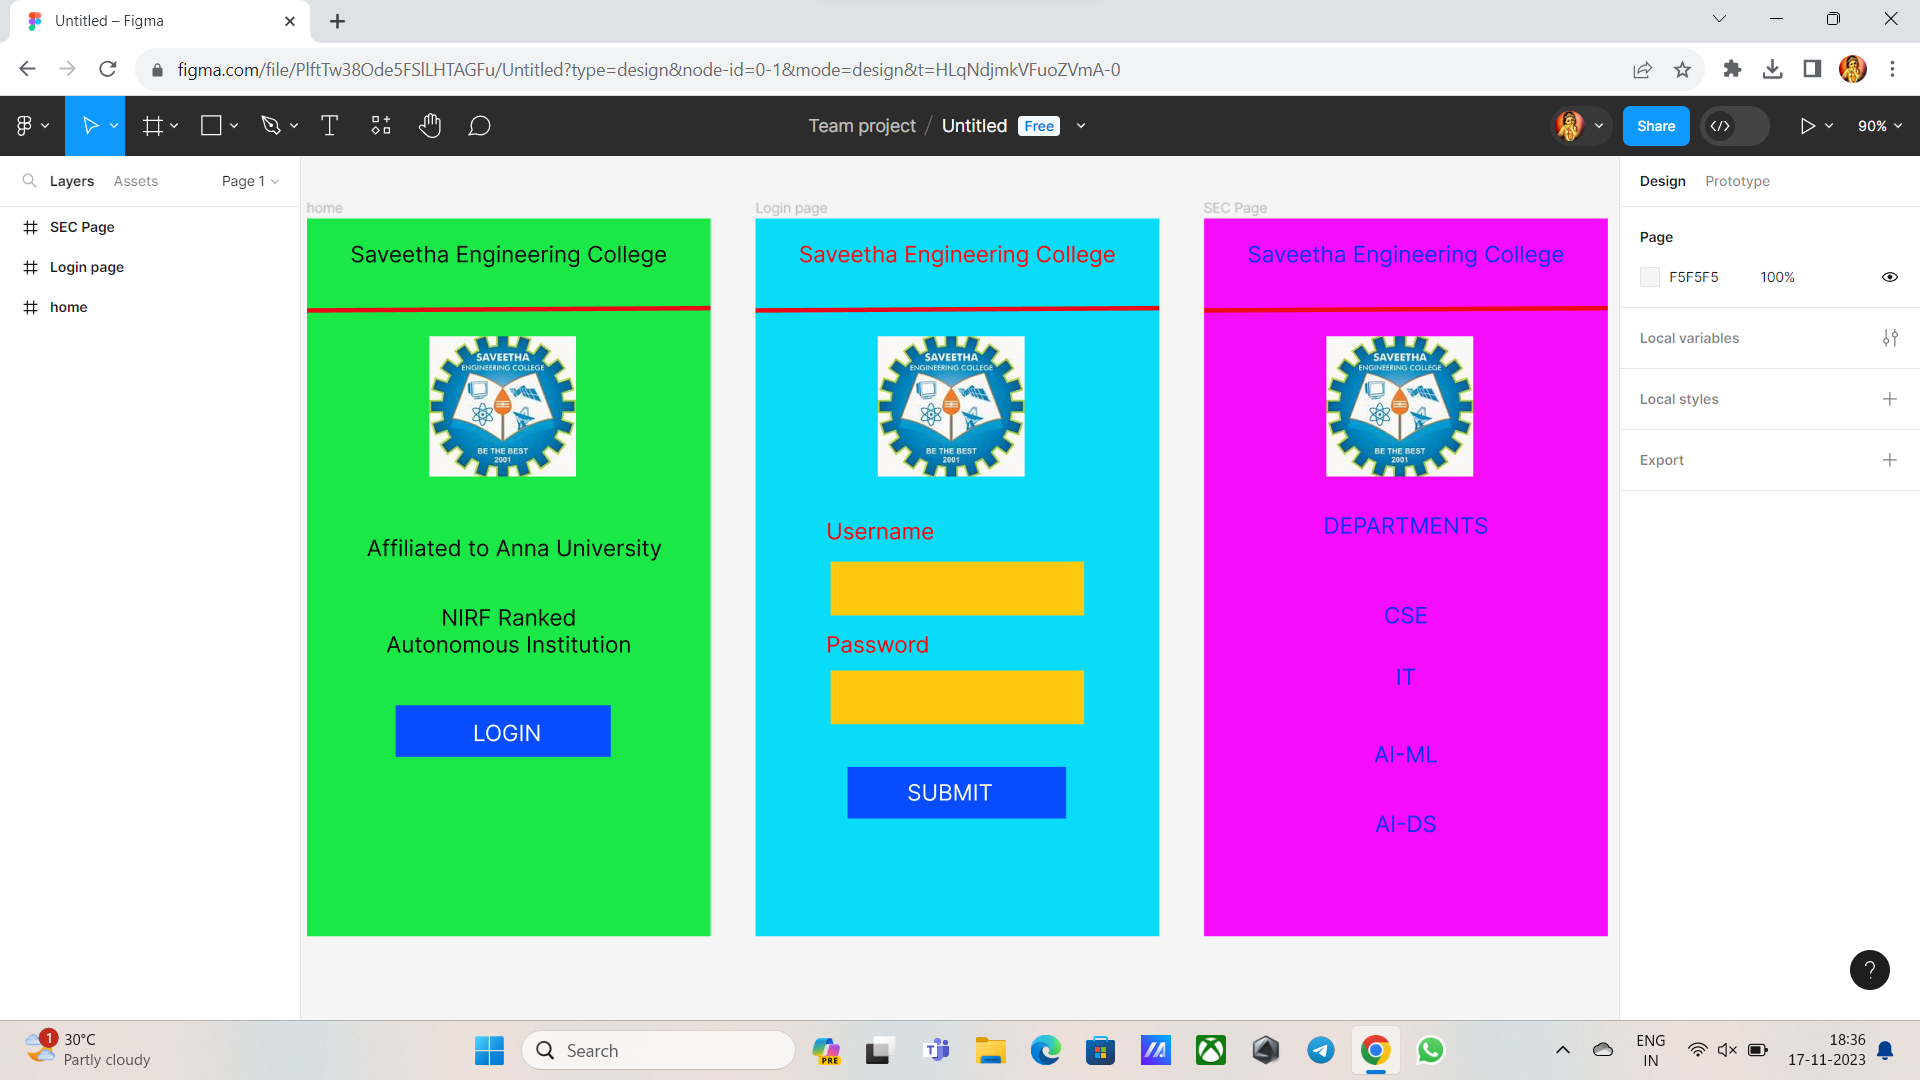 Untitled – Figma
figma.com/file/PlftTw38Ode5FSlLHTAGFu/Untitled?type=design&node-id=0-1&mode=design&t=HLqNdjmkVFuoZVmA-0
Team project / Untitled Free
Share
90%
Layers Assets Page 1
SEC Page
Login page
home
home
Saveetha Engineering College
SAVEETHA
ENGINEERING COLLEGE
BE THE BEST
2001
Affiliated to Anna University
NIRF Ranked
Autonomous Institution
LOGIN
Login page
Saveetha Engineering College
SAVEETHA
ENGINEERING COLLEGE
BE THE BEST
2001
Username
Password
SUBMIT
SEC Page
Saveetha Engineering College
SAVEETHA
ENGINEERING COLLEGE
BE THE BEST
2001
DEPARTMENTS
CSE
IT
AI-ML
AI-DS
Design Prototype
Page
F5F5F5 100%
Local variables
Local styles
Export
?
1
30°C
Partly cloudy
Search
PRE
ENG
IN
18:36
17-11-2023